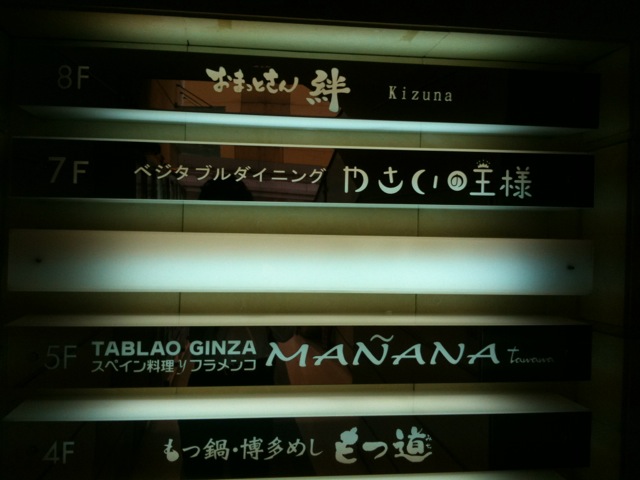 8F おまっとさん 絆 Kizuna
7F ベジタブルダイニング やさいの王様
5F TABLAO GINZA MAÑANA
スペイン料理 y フラメンコ
4F もつ鍋・博多めし もつ道